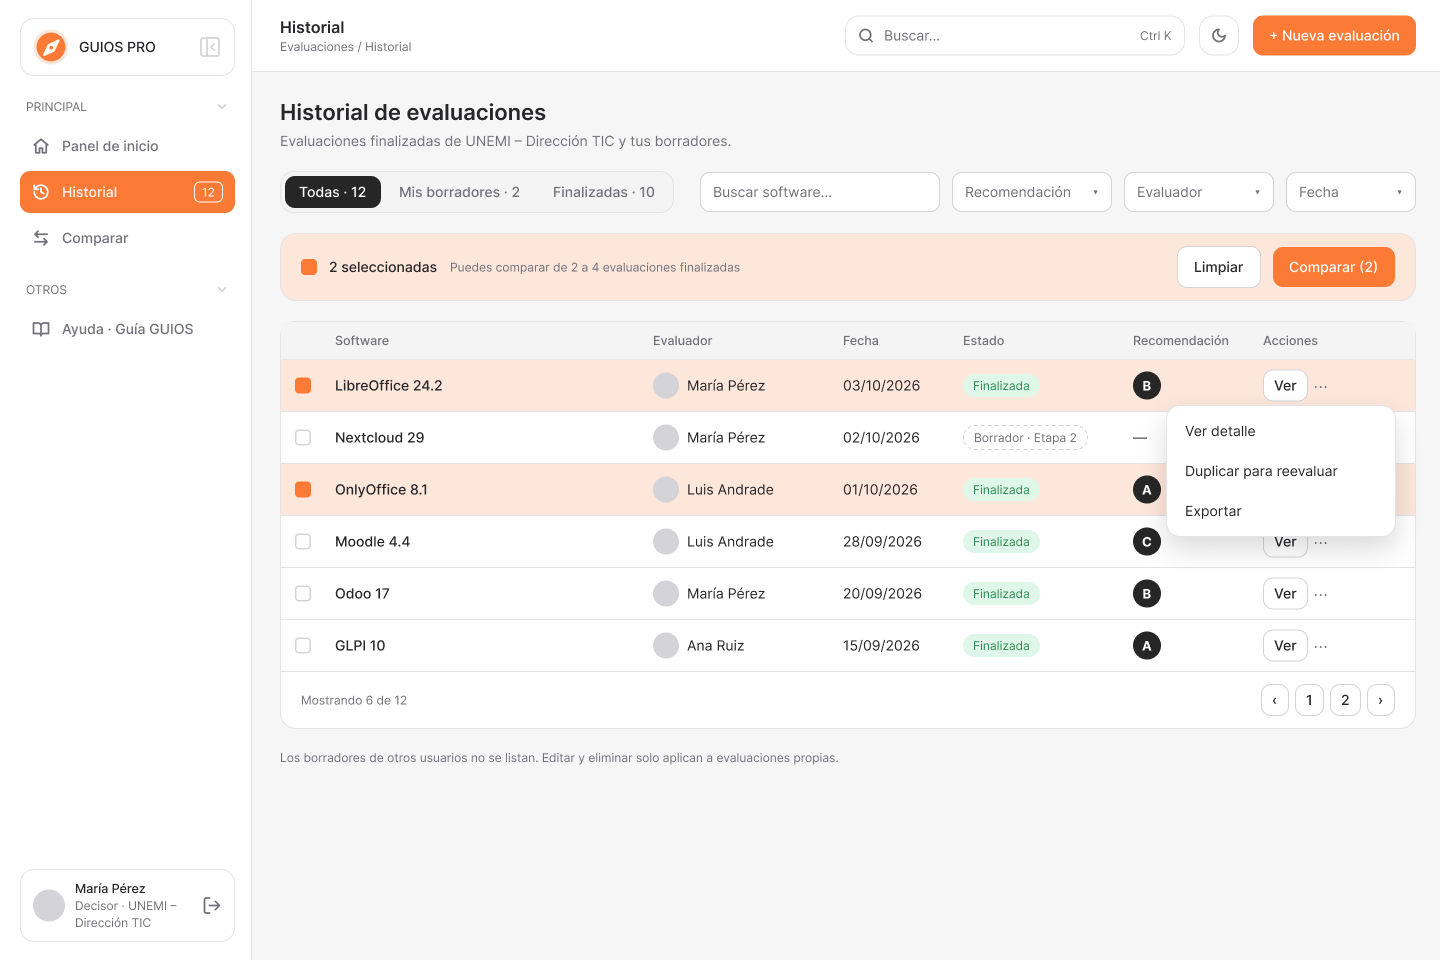 GUIOS PRO
PRINCIPAL
Panel de inicio
Historial
12
Comparar
OTROS
Ayuda · Guía GUIOS
María Pérez
Decisor · UNEMI –
Dirección TIC
Historial
Evaluaciones / Historial
Buscar...
Ctrl K
+ Nueva evaluación
Historial de evaluaciones
Evaluaciones finalizadas de UNEMI – Dirección TIC y tus borradores.
Todas · 12
Mis borradores · 2
Finalizadas · 10
Buscar software...
Recomendación
Evaluador
Fecha
2 seleccionadas
Puedes comparar de 2 a 4 evaluaciones finalizadas
Limpiar
Comparar (2)
Software Evaluador Fecha Estado Recomendación Acciones
LibreOffice 24.2 María Pérez 03/10/2026 Finalizada B Ver ···
Nextcloud 29 María Pérez 02/10/2026 Borrador · Etapa 2 —
OnlyOffice 8.1 Luis Andrade 01/10/2026 Finalizada A
Moodle 4.4 Luis Andrade 28/09/2026 Finalizada C Ver ···
Odoo 17 María Pérez 20/09/2026 Finalizada B Ver ···
GLPI 10 Ana Ruiz 15/09/2026 Finalizada A Ver ···
Ver detalle
Duplicar para reevaluar
Exportar
Mostrando 6 de 12
‹ 1 2 ›
Los borradores de otros usuarios no se listan. Editar y eliminar solo aplican a evaluaciones propias.